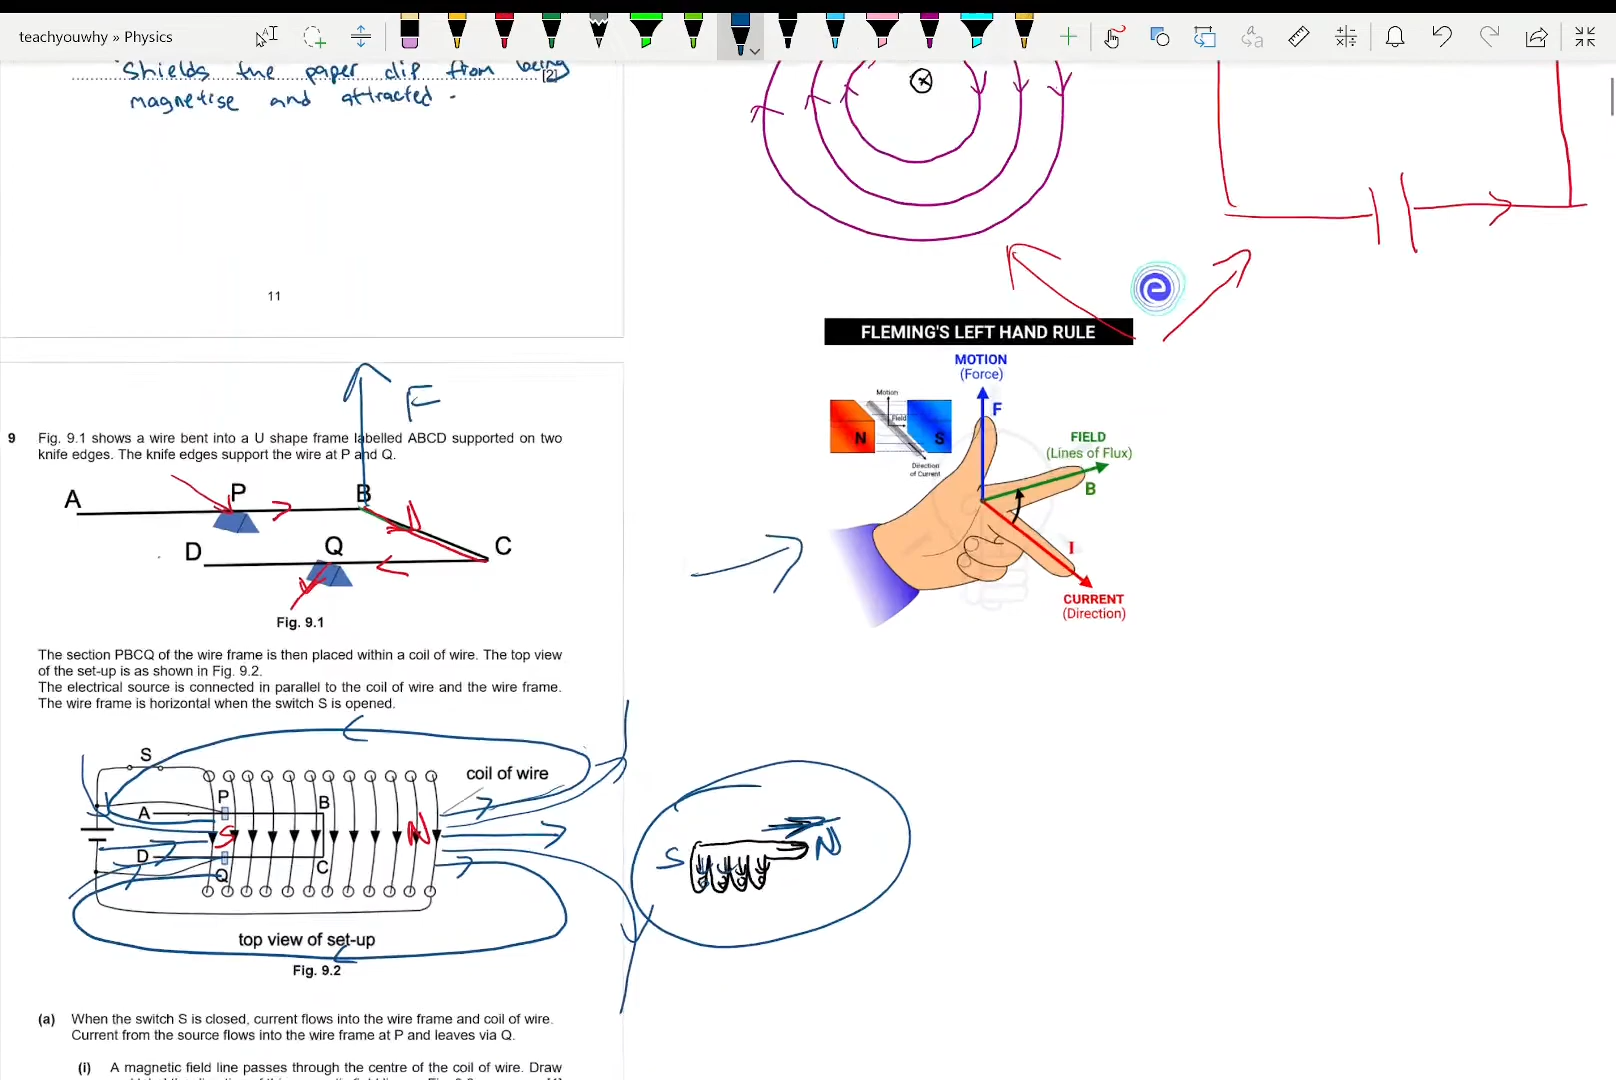 teachyouwhy » Physics
Shields the paper clip from being
[2]
magnetise and attracted.
11
FLEMING'S LEFT HAND RULE
MOTION
(Force)
F
Motion
Field
N
S
Direction
of Current
FIELD
(Lines of Flux)
B
I
CURRENT
(Direction)
F
9 Fig. 9.1 shows a wire bent into a U shape frame labelled ABCD supported on two
knife edges. The knife edges support the wire at P and Q.
A
P
B
D
Q
C
Fig. 9.1
The section PBCQ of the wire frame is then placed within a coil of wire. The top view
of the set-up is as shown in Fig. 9.2.
The electrical source is connected in parallel to the coil of wire and the wire frame.
The wire frame is horizontal when the switch S is opened.
S
coil of wire
P
B
A
S
N
D
Q
C
S
N
top view of set-up
Fig. 9.2
(a) When the switch S is closed, current flows into the wire frame and coil of wire.
Current from the source flows into the wire frame at P and leaves via Q.
(i) A magnetic field line passes through the centre of the coil of wire. Draw